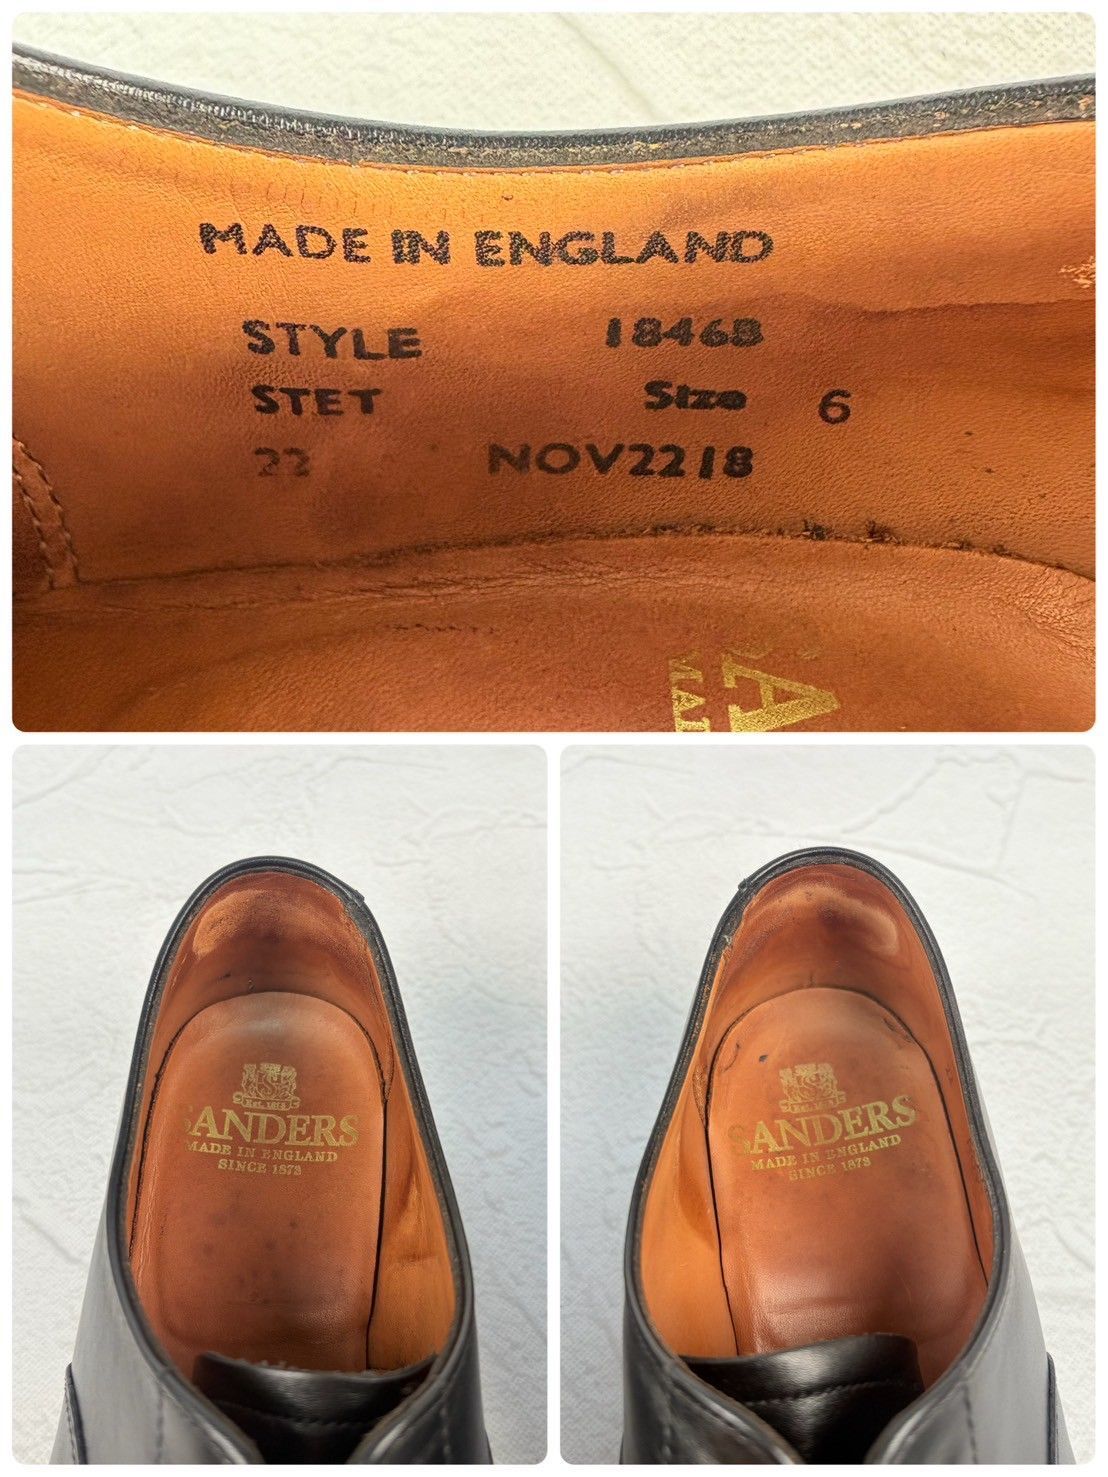 MADE IN ENGLAND
STYLE 1846B
STET Size 6
22 NOV2218
SANDERS
MADE IN ENGLAND
SINCE 1873
SANDERS
MADE IN ENGLAND
SINCE 1873